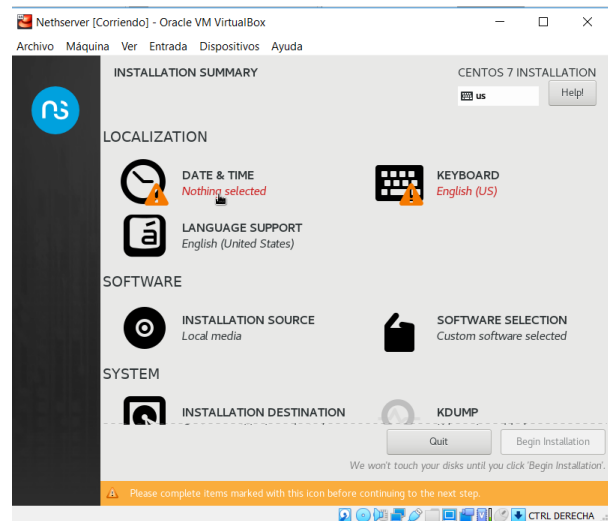 Nethserver [Corriendo] - Oracle VM VirtualBox
Archivo Máquina Ver Entrada Dispositivos Ayuda
INSTALLATION SUMMARY
CENTOS 7 INSTALLATION
us
Help!
ns
LOCALIZATION
DATE & TIME
Nothing selected
KEYBOARD
English (US)
á
LANGUAGE SUPPORT
English (United States)
SOFTWARE
INSTALLATION SOURCE
Local media
SOFTWARE SELECTION
Custom software selected
SYSTEM
INSTALLATION DESTINATION
KDUMP
Quit
Begin Installation
We won't touch your disks until you click 'Begin Installation'.
Please complete items marked with this icon before continuing to the next step.
CTRL DERECHA